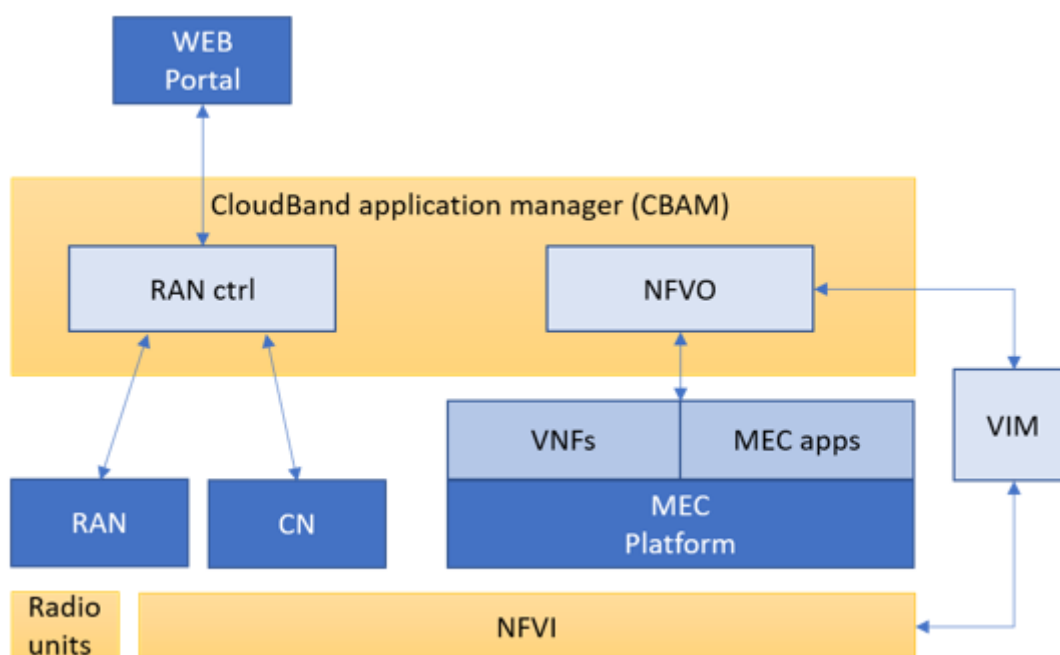 WEB
Portal
CloudBand application manager (CBAM)
RAN ctrl
NFVO
VNFs
MEC apps
VIM
RAN
CN
MEC
Platform
Radio
units
NFVI